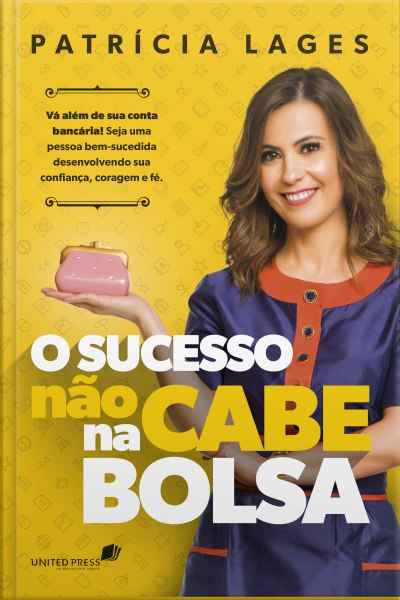 PATRÍCIA LAGES
Vá além de sua conta
bancária! Seja uma
pessoa bem-sucedida
desenvolvendo sua
confiança, coragem e fé.
O SUCESSO
não CABE
na
BOLSA
UNITED PRESS